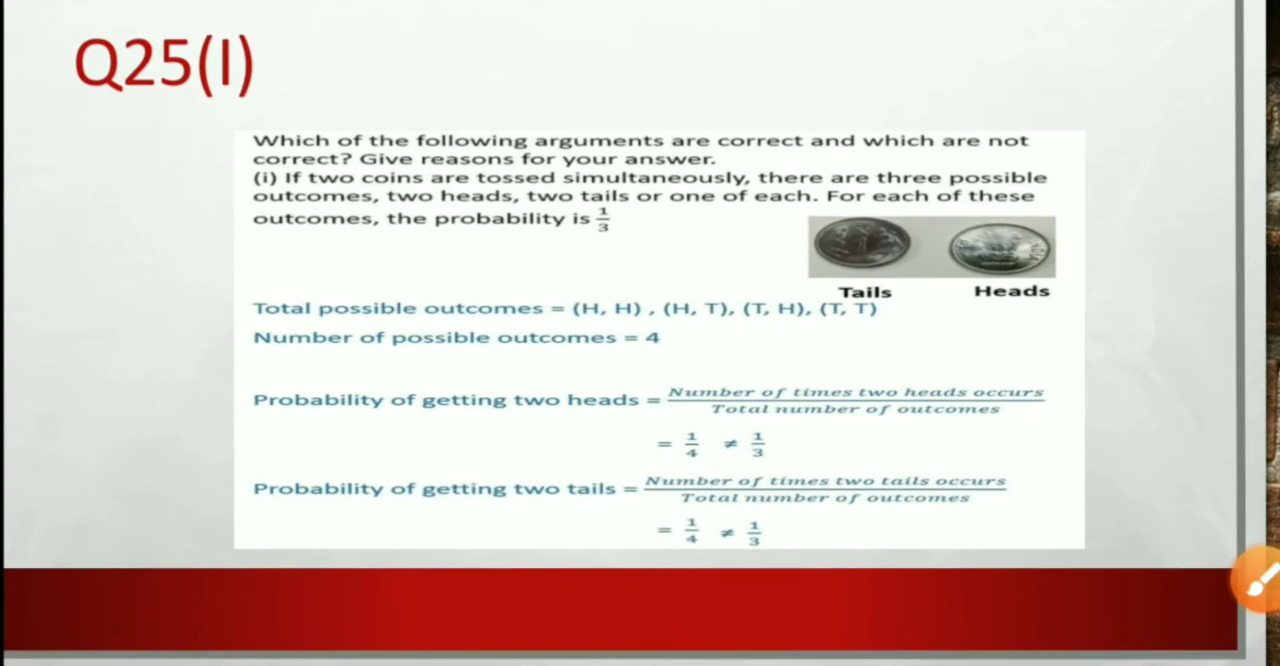 Q25(I)
Which of the following arguments are correct and which are not
correct? Give reasons for your answer.
(i) If two coins are tossed simultaneously, there are three possible
outcomes, two heads, two tails or one of each. For each of these
outcomes, the probability is 1/3
Tails Heads
Total possible outcomes = (H, H) , (H, T), (T, H), (T, T)
Number of possible outcomes = 4
Probability of getting two heads = Number of times two heads occurs / Total number of outcomes
= 1/4 ≠ 1/3
Probability of getting two tails = Number of times two tails occurs / Total number of outcomes
= 1/4 ≠ 1/3